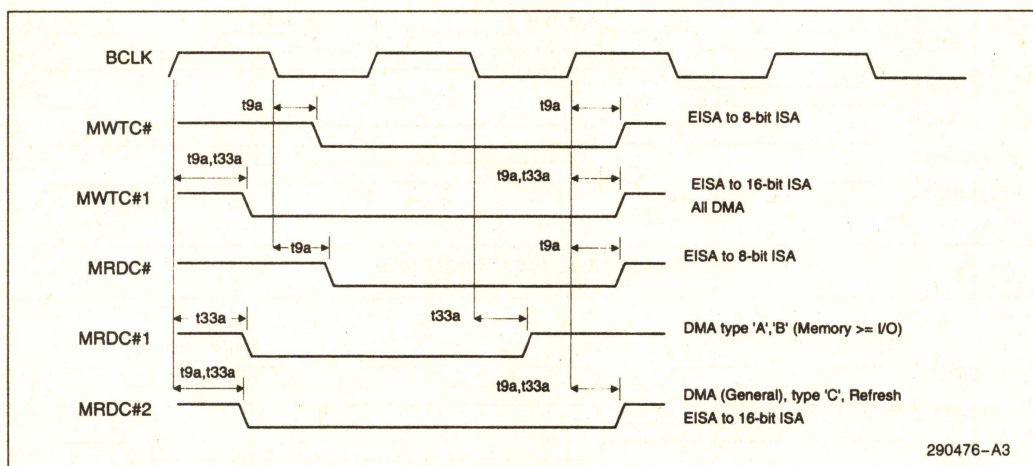 BCLK
t9a t9a
MWTC# EISA to 8-bit ISA
t9a,t33a t9a,t33a
MWTC#1 EISA to 16-bit ISA
All DMA
t9a t9a
MRDC# EISA to 8-bit ISA
t33a t33a
MRDC#1 DMA type 'A','B' (Memory >= I/O)
t9a,t33a t9a,t33a
MRDC#2 DMA (General), type 'C', Refresh
EISA to 16-bit ISA
290476-A3